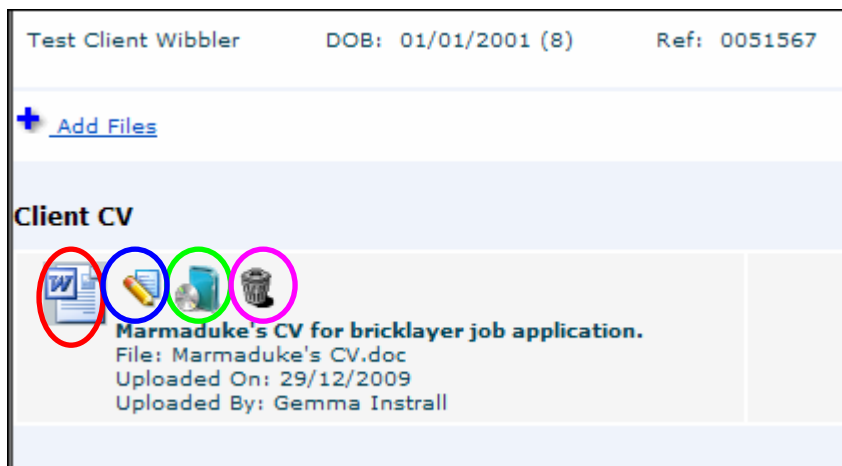 Test Client Wibbler DOB: 01/01/2001 (8) Ref: 0051567
Add Files
Client CV
W
Marmaduke's CV for bricklayer job application.
File: Marmaduke's CV.doc
Uploaded On: 29/12/2009
Uploaded By: Gemma Instrall